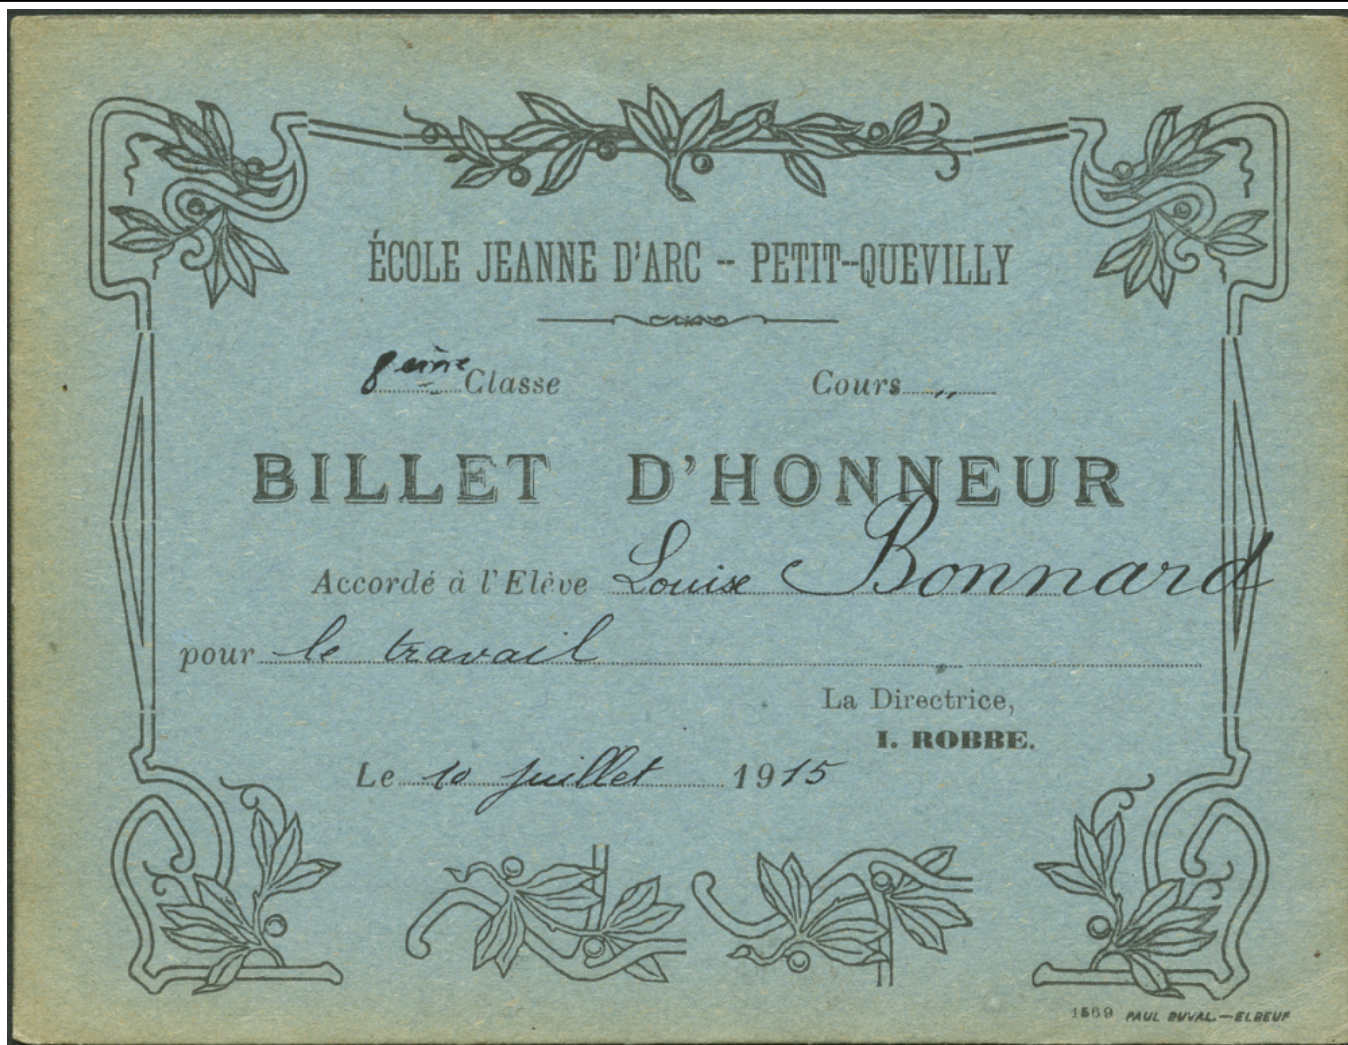 ÉCOLE JEANNE D'ARC -- PETIT-QUEVILLY
8ème Classe Cours "
BILLET D'HONNEUR
Accordé à l'Elève Louise Bonnard
pour le travail
La Directrice,
I. ROBBE.
Le 10 juillet 1915
1569 PAUL DUVAL.—ELBEUF